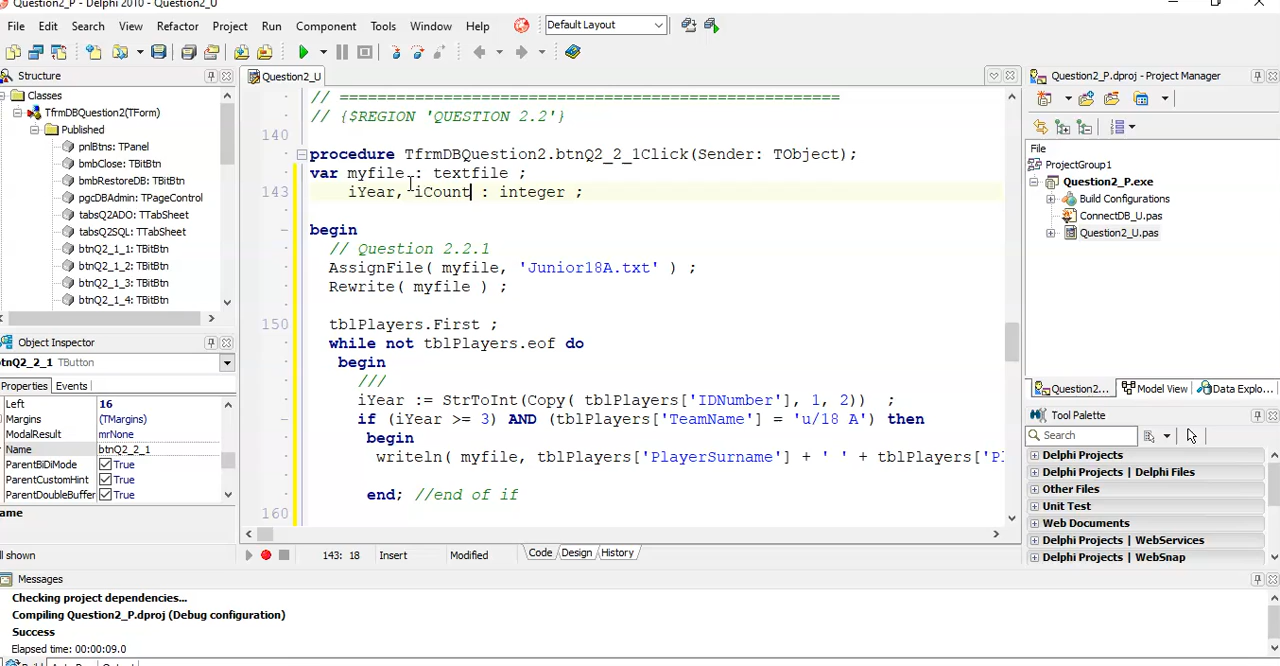 Question2_P - Delphi 2010 - Question2_U
File Edit Search View Refactor Project Run Component Tools Window Help Default Layout
Structure
Classes
TfrmDBQuestion2(TForm)
Published
pnlBtns: TPanel
bmbClose: TBitBtn
bmbRestoreDB: TBitBtn
pgcDBAdmin: TPageControl
tabsQ2ADO: TTabSheet
tabsQ2SQL: TTabSheet
btnQ2_1_1: TBitBtn
btnQ2_1_2: TBitBtn
btnQ2_1_3: TBitBtn
btnQ2_1_4: TBitBtn
Object Inspector
btnQ2_2_1 TButton
Properties Events
Left 16
Margins (TMargins)
ModalResult mrNone
Name btnQ2_2_1
ParentBiDiMode True
ParentCustomHint True
ParentDoubleBuffer True
ame
ll shown
Question2_U
// =====================================================
// {$REGION 'QUESTION 2.2'}
140
procedure TfrmDBQuestion2.btnQ2_2_1Click(Sender: TObject);
var myfile : textfile ;
143 iYear, iCount : integer ;
begin
// Question 2.2.1
AssignFile( myfile, 'Junior18A.txt' ) ;
Rewrite( myfile ) ;
150 tblPlayers.First ;
while not tblPlayers.eof do
begin
///
iYear := StrToInt(Copy( tblPlayers['IDNumber'], 1, 2)) ;
if (iYear >= 3) AND (tblPlayers['TeamName'] = 'u/18 A') then
begin
writeln( myfile, tblPlayers['PlayerSurname'] + ' ' + tblPlayers['Pl
end; //end of if
160
143: 18 Insert Modified Code Design History
Question2_P.dproj - Project Manager
File
ProjectGroup1
Question2_P.exe
Build Configurations
ConnectDB_U.pas
Question2_U.pas
Question2... Model View Data Explo...
Tool Palette
Search
Delphi Projects
Delphi Projects | Delphi Files
Other Files
Unit Test
Web Documents
Delphi Projects | WebServices
Delphi Projects | WebSnap
Messages
Checking project dependencies...
Compiling Question2_P.dproj (Debug configuration)
Success
Elapsed time: 00:00:09.0